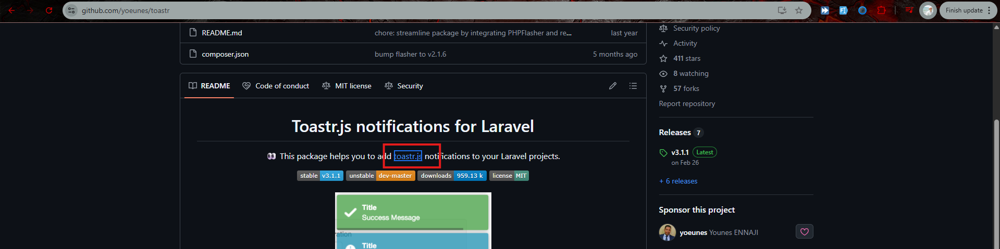 github.com/yoeunes/toastr
Finish update
README.md
chore: streamline package by integrating PHPFlasher and re...
last year
composer.json
bump flasher to v2.1.6
5 months ago
README
Code of conduct
MIT license
Security
Toastr.js notifications for Laravel
👀 This package helps you to add toastr.js notifications to your Laravel projects.
stable v3.1.1 unstable dev-master downloads 959.13 k license MIT
Title
Success Message
ration
Title
Security policy
Activity
411 stars
8 watching
57 forks
Report repository
Releases 7
v3.1.1 Latest
on Feb 26
+ 6 releases
Sponsor this project
yoeunes Younes ENNAJI